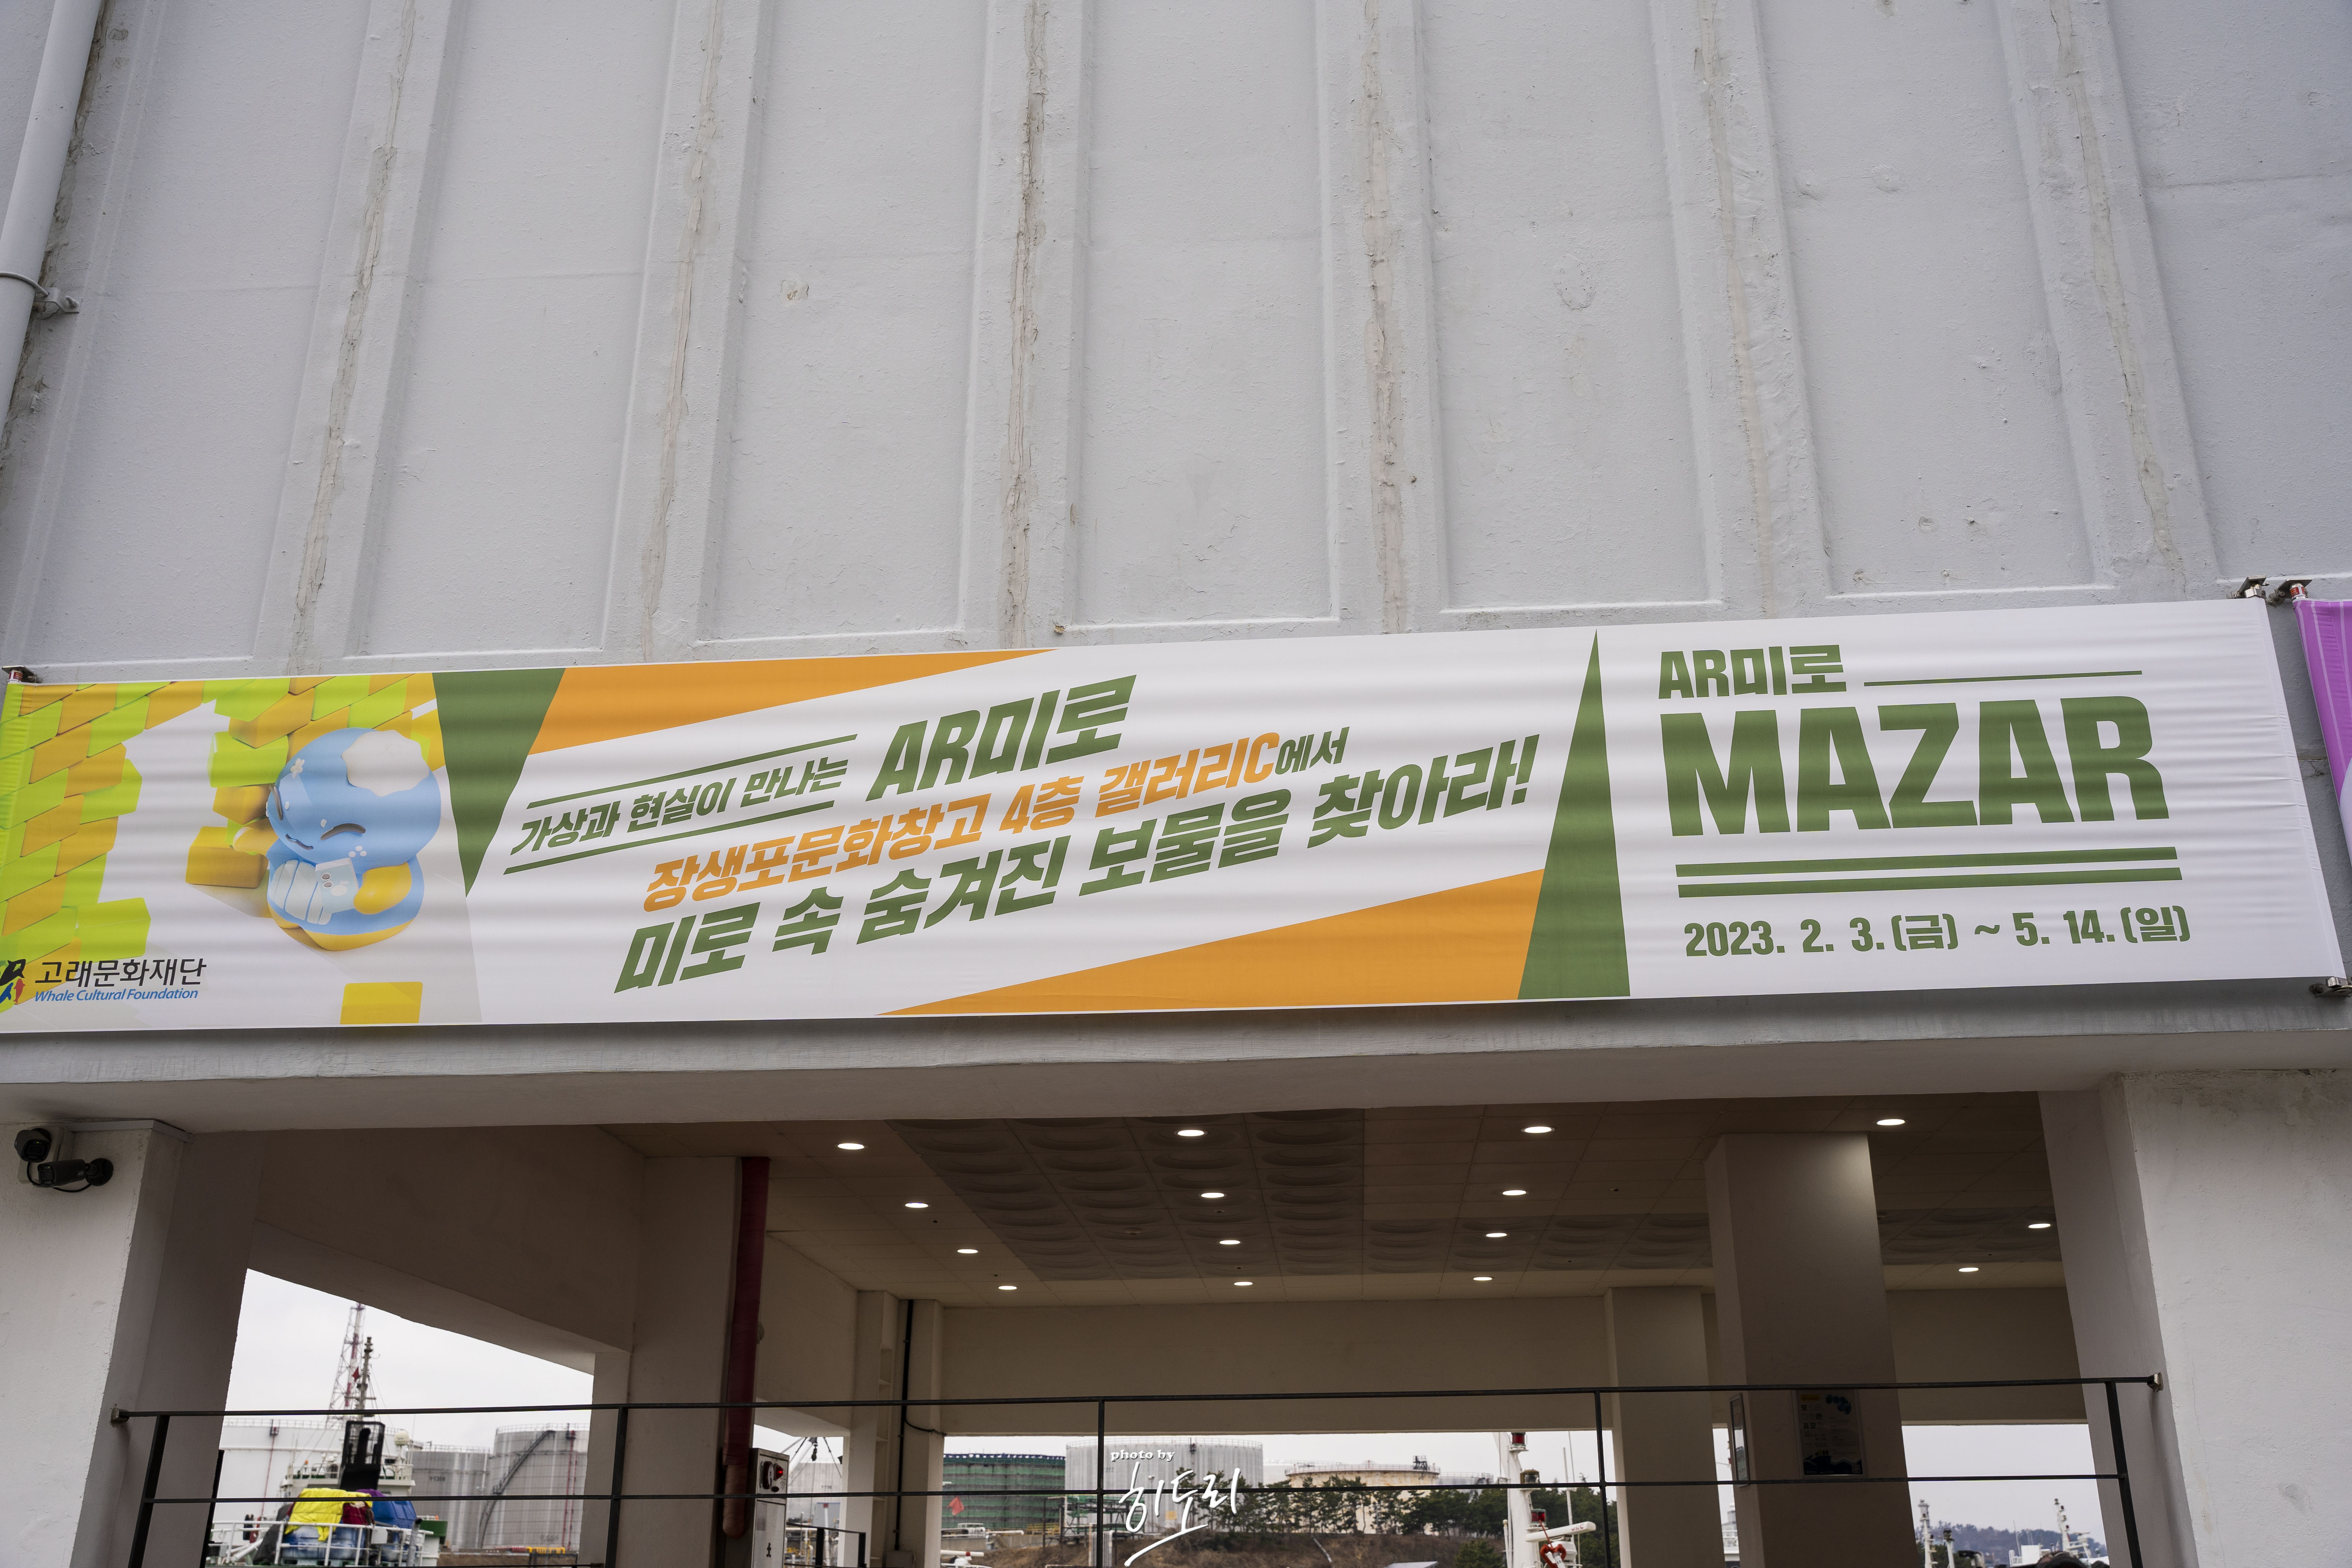 가상과 현실이 만나는 AR미로
장생포문화창고 4층 갤러리C에서
미로 속 숨겨진 보물을 찾아라!
AR미로
MAZAR
2023. 2. 3.(금) ~ 5. 14.(일)
고래문화재단
Whale Cultural Foundation
photo by
히도리